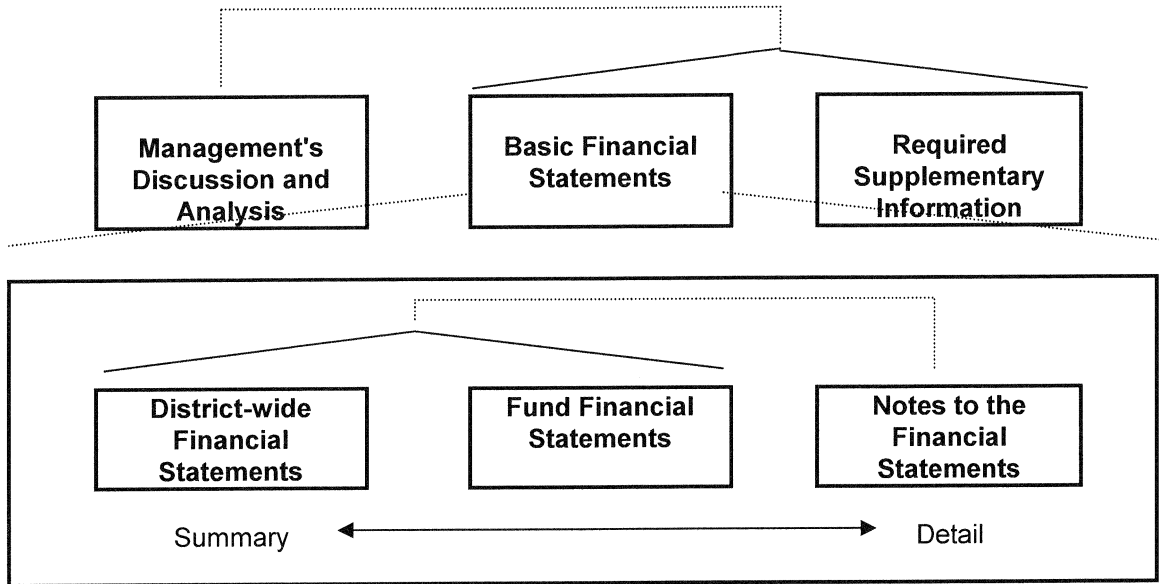 Management's
Discussion and
Analysis
Basic Financial
Statements
Required
Supplementary
Information
District-wide
Financial
Statements
Fund Financial
Statements
Notes to the
Financial
Statements
Summary
Detail